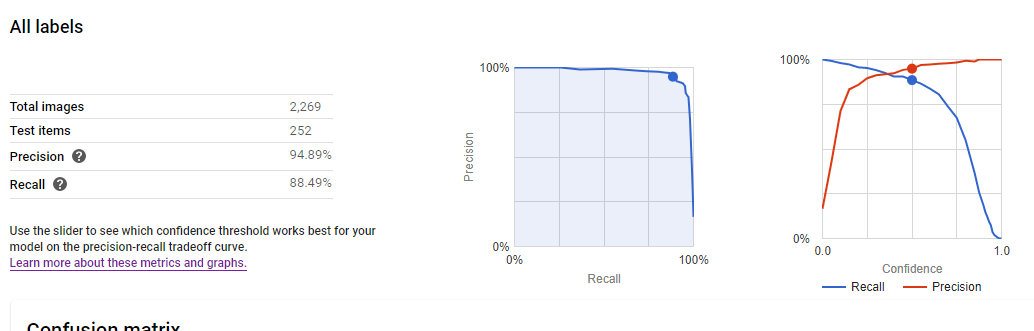 All labels
Total images 2,269
Test items 252
Precision ? 94.89%
Recall ? 88.49%
Use the slider to see which confidence threshold works best for your
model on the precision-recall tradeoff curve.
Learn more about these metrics and graphs.
100%
Precision
0%
0% 100%
Recall
100%
0%
0.0 1.0
Confidence
Recall Precision
Confusion matrix